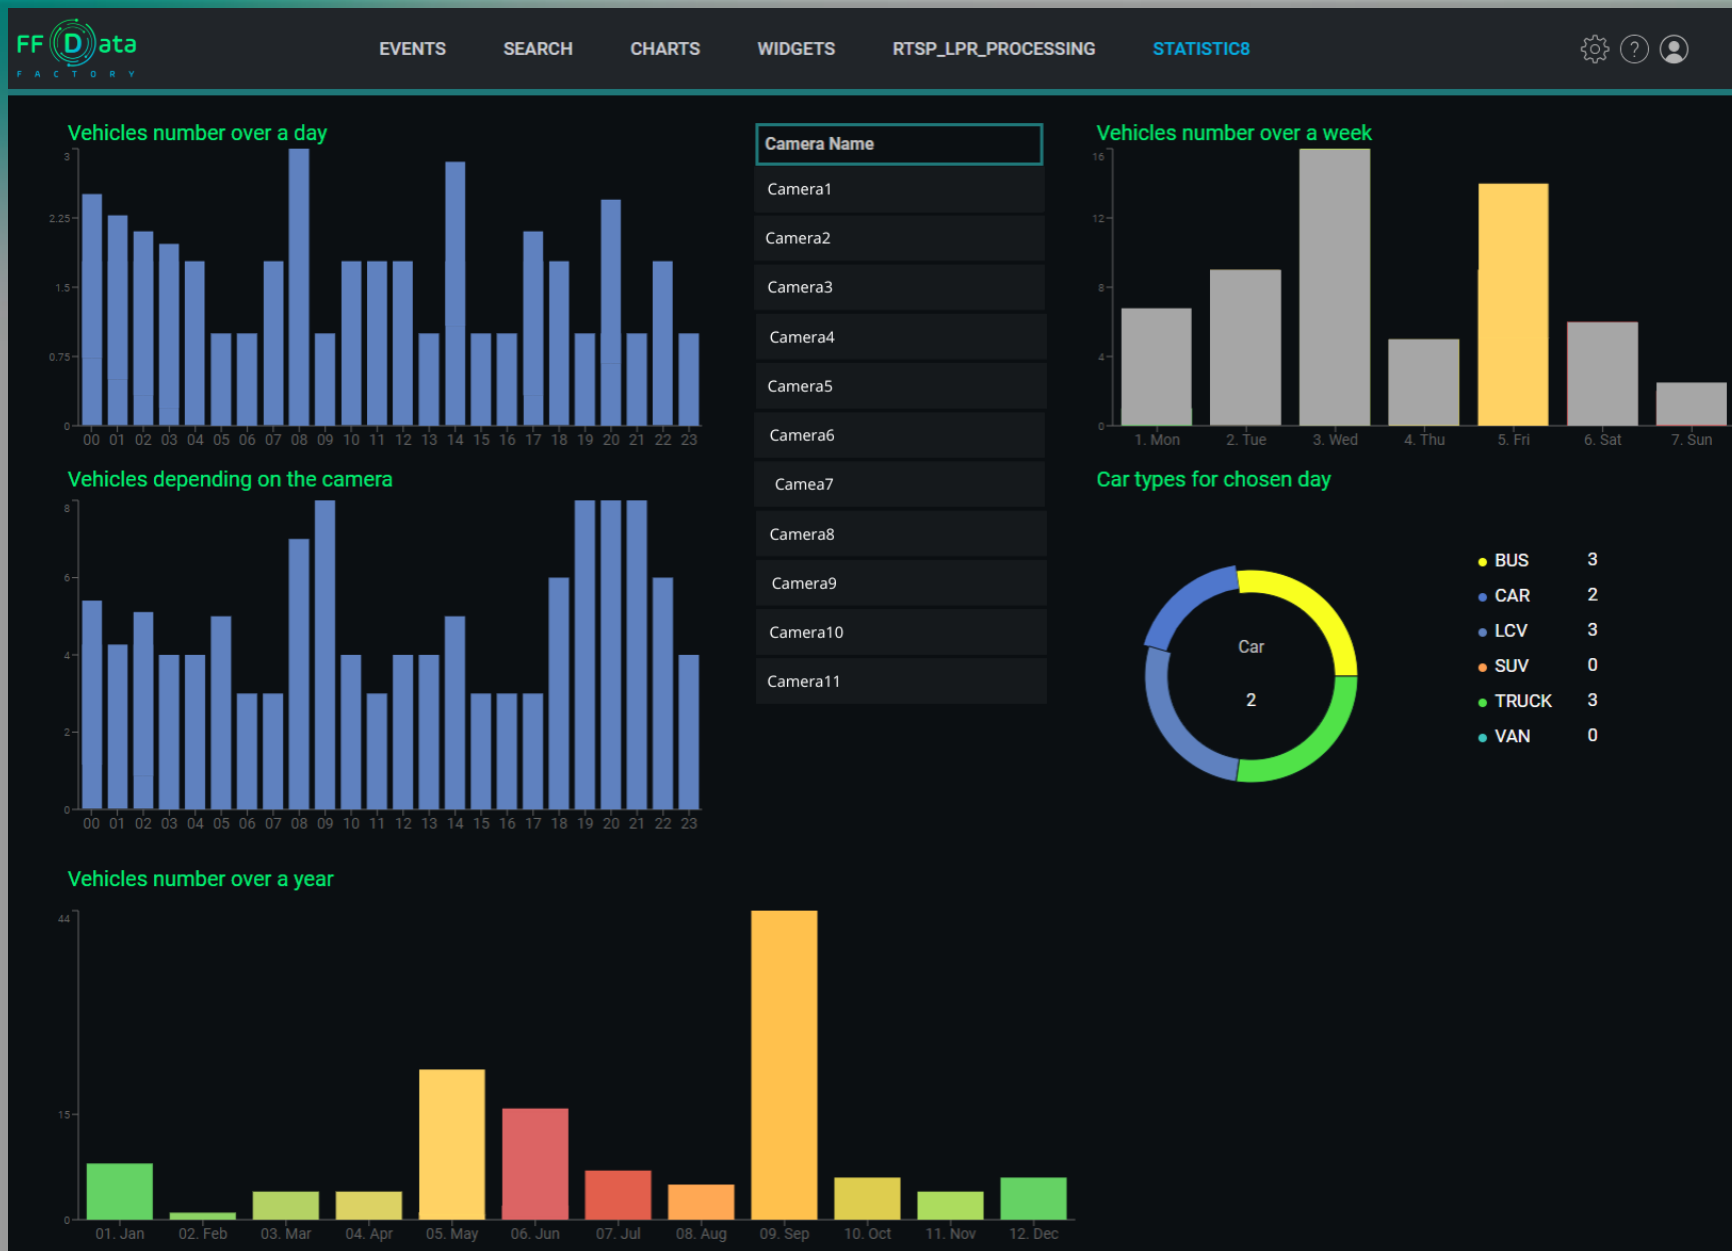 FF Data
FACTORY
EVENTS SEARCH CHARTS WIDGETS RTSP_LPR_PROCESSING STATISTIC8 ?
Vehicles number over a day
3
2.25
1.5
0.75
0
00 01 02 03 04 05 06 07 08 09 10 11 12 13 14 15 16 17 18 19 20 21 22 23
Vehicles depending on the camera
8
6
4
2
0
00 01 02 03 04 05 06 07 08 09 10 11 12 13 14 15 16 17 18 19 20 21 22 23
Camera Name
Camera1
Camera2
Camera3
Camera4
Camera5
Camera6
Camea7
Camera8
Camera9
Camera10
Camera11
Vehicles number over a week
16
12
8
4
0
1. Mon 2. Tue 3. Wed 4. Thu 5. Fri 6. Sat 7. Sun
Car types for chosen day
Car
2
BUS 3
CAR 2
LCV 3
SUV 0
TRUCK 3
VAN 0
Vehicles number over a year
44
15
0
01. Jan 02. Feb 03. Mar 04. Apr 05. May 06. Jun 07. Jul 08. Aug 09. Sep 10. Oct 11. Nov 12. Dec